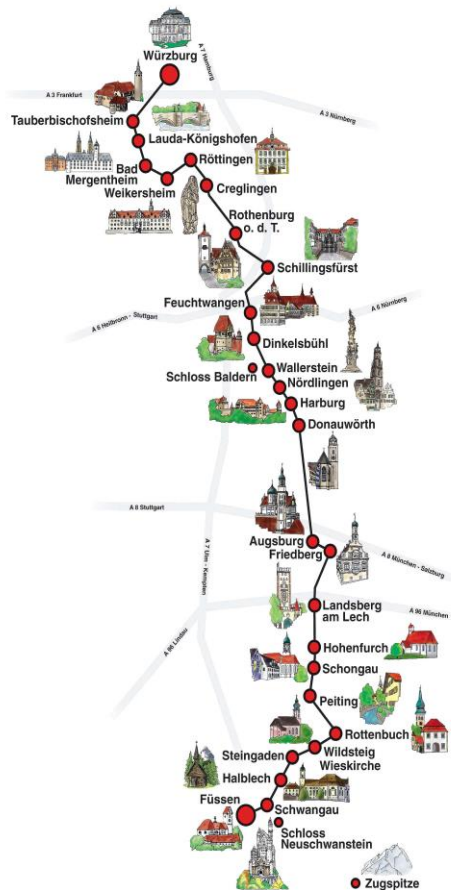 Würzburg
A 7 Hamburg
A 3 Frankfurt
A 3 Nürnberg
Tauberbischofsheim
Lauda-Königshofen
Bad
Mergentheim
Röttingen
Weikersheim
Creglingen
Rothenburg
o. d. T.
Schillingsfürst
Feuchtwangen
A 6 Heilbronn - Stuttgart
A 6 Nürnberg
Dinkelsbühl
Schloss Baldern
Wallerstein
Nördlingen
Harburg
Donauwörth
A 8 Stuttgart
A 7 Ulm - Kempten
Augsburg
Friedberg
A 8 München - Salzburg
Landsberg
am Lech
A 96 München
A 96 Lindau
Hohenfurch
Schongau
Peiting
Rottenbuch
Wildsteig
Wieskirche
Steingaden
Halblech
Füssen
Schwangau
Schloss
Neuschwanstein
Zugspitze